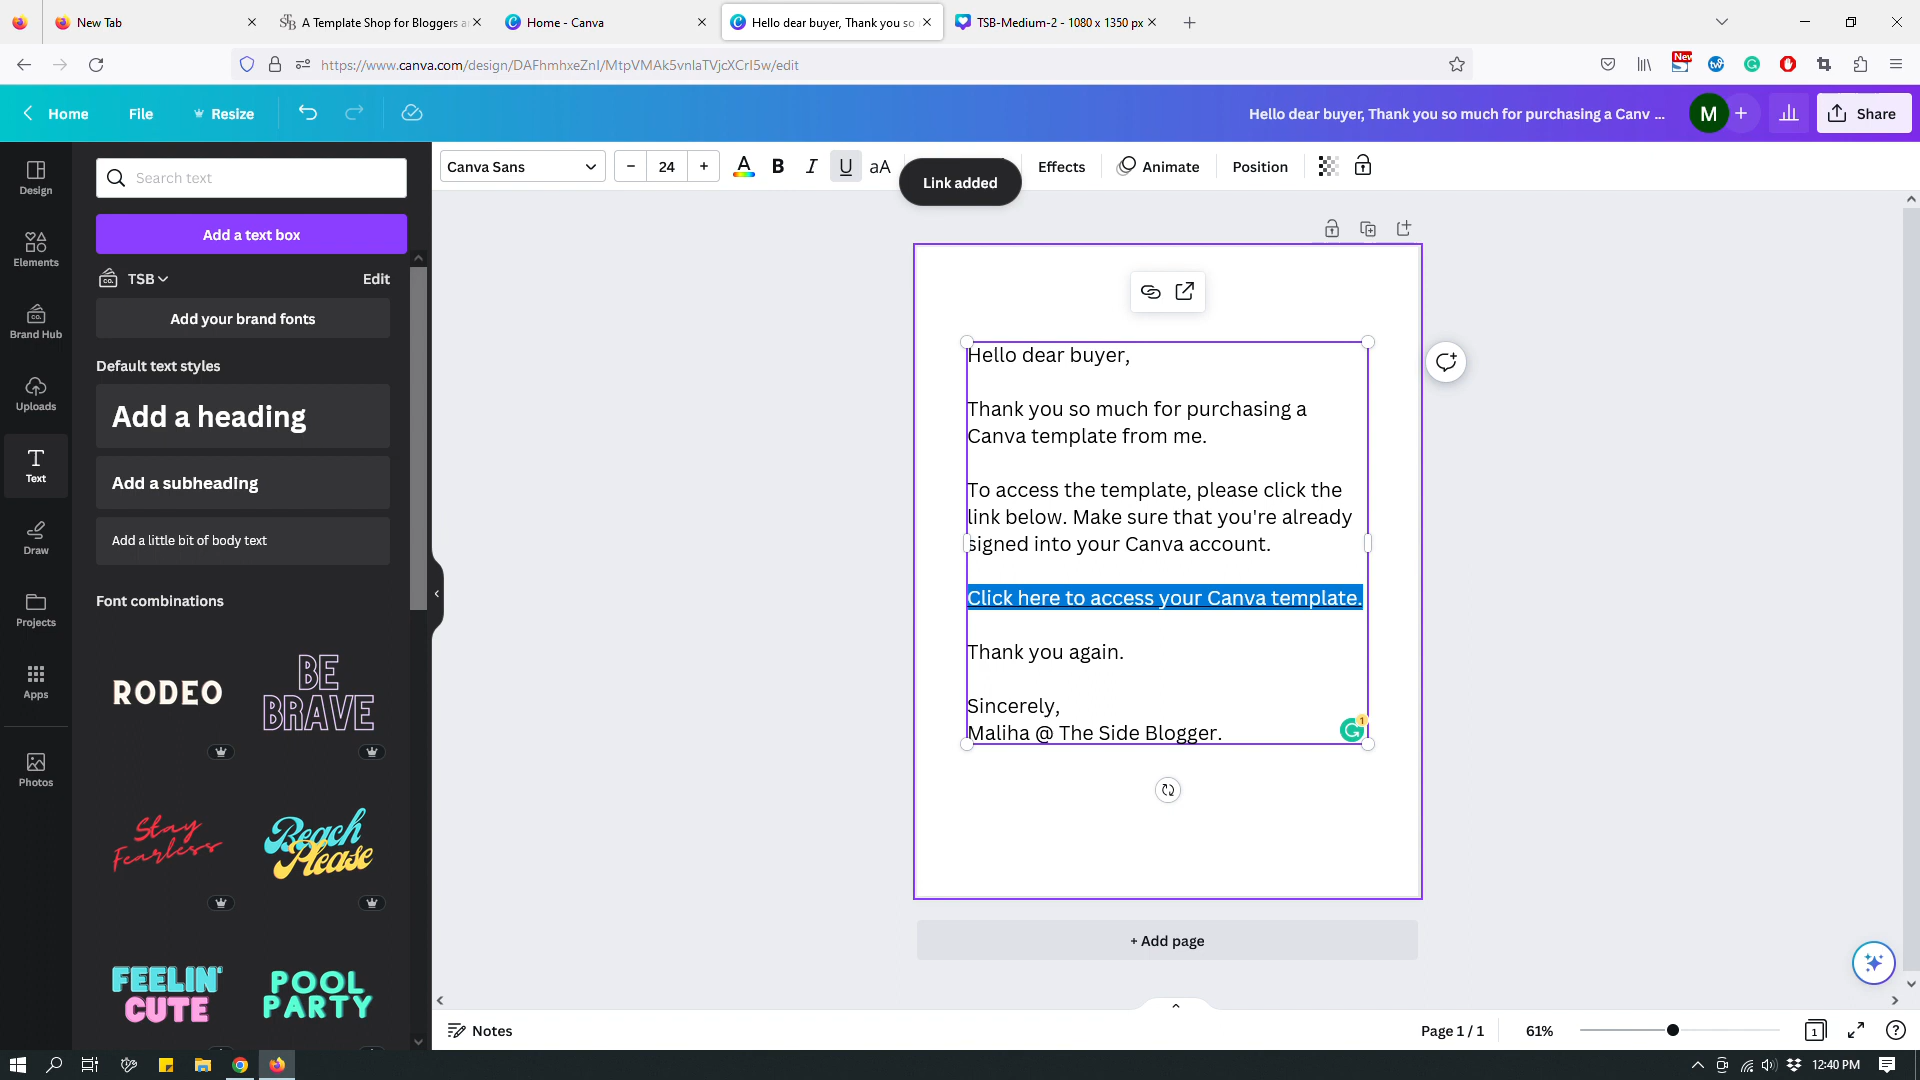 New Tab
A Template Shop for Bloggers a
Home - Canva
Hello dear buyer, Thank you so
TSB-Medium-2 - 1080 x 1350 px
https://www.canva.com/design/DAFhmhxeZnI/MtpVMAk5vnlaTVjcXCrI5w/edit
New
Home
File
Resize
Hello dear buyer, Thank you so much for purchasing a Canv ...
M
Share
Canva Sans
24
B
I
U
aA
Link added
Effects
Animate
Position
Design
Elements
Brand Hub
Uploads
Text
Draw
Projects
Apps
Photos
Search text
Add a text box
TSB
Edit
Add your brand fonts
Default text styles
Add a heading
Add a subheading
Add a little bit of body text
Font combinations
RODEO
BE
BRAVE
Stay
Fearless
Beach
Please
FEELIN'
CUTE
POOL
PARTY
Hello dear buyer,
Thank you so much for purchasing a
Canva template from me.
To access the template, please click the
link below. Make sure that you're already
signed into your Canva account.
Click here to access your Canva template.
Thank you again.
Sincerely,
Maliha @ The Side Blogger.
1
+ Add page
Notes
Page 1 / 1
61%
1
12:40 PM